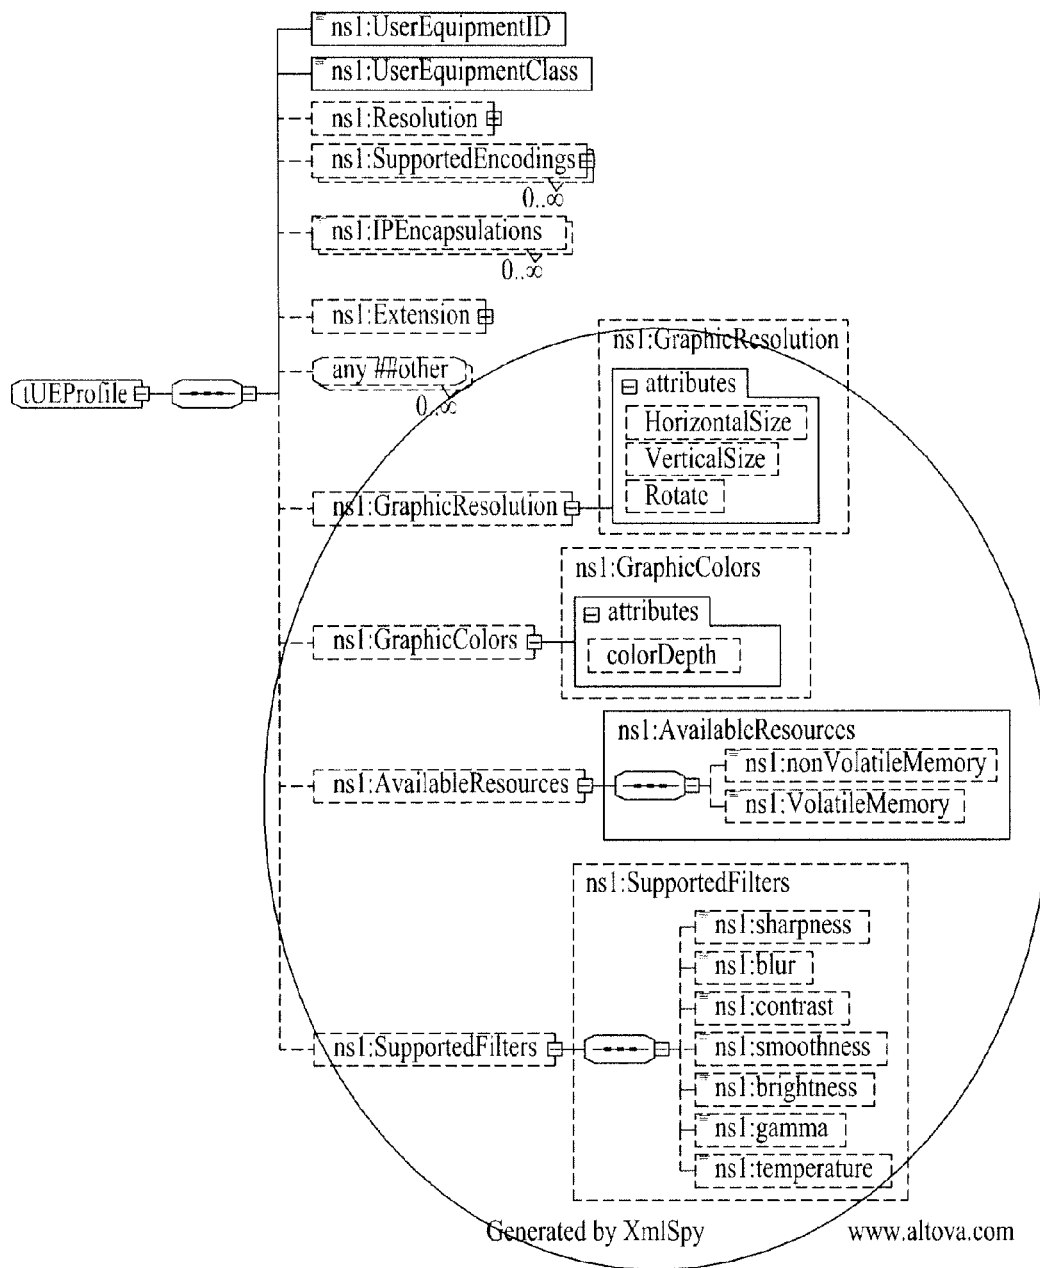 ns1:UserEquipmentID
ns1:UserEquipmentClass
ns1:Resolution
ns1:SupportedEncodings
0..∞
ns1:IPEncapsulations
0..∞
ns1:Extension
any ##other
0..∞
tUEProfile
ns1:GraphicResolution
attributes
HorizontalSize
VerticalSize
Rotate
ns1:GraphicResolution
ns1:GraphicColors
attributes
colorDepth
ns1:GraphicColors
ns1:AvailableResources
ns1:nonVolatileMemory
ns1:VolatileMemory
ns1:AvailableResources
ns1:SupportedFilters
ns1:sharpness
ns1:blur
ns1:contrast
ns1:smoothness
ns1:brightness
ns1:gamma
ns1:temperature
ns1:SupportedFilters
Generated by XmlSpy
www.altova.com